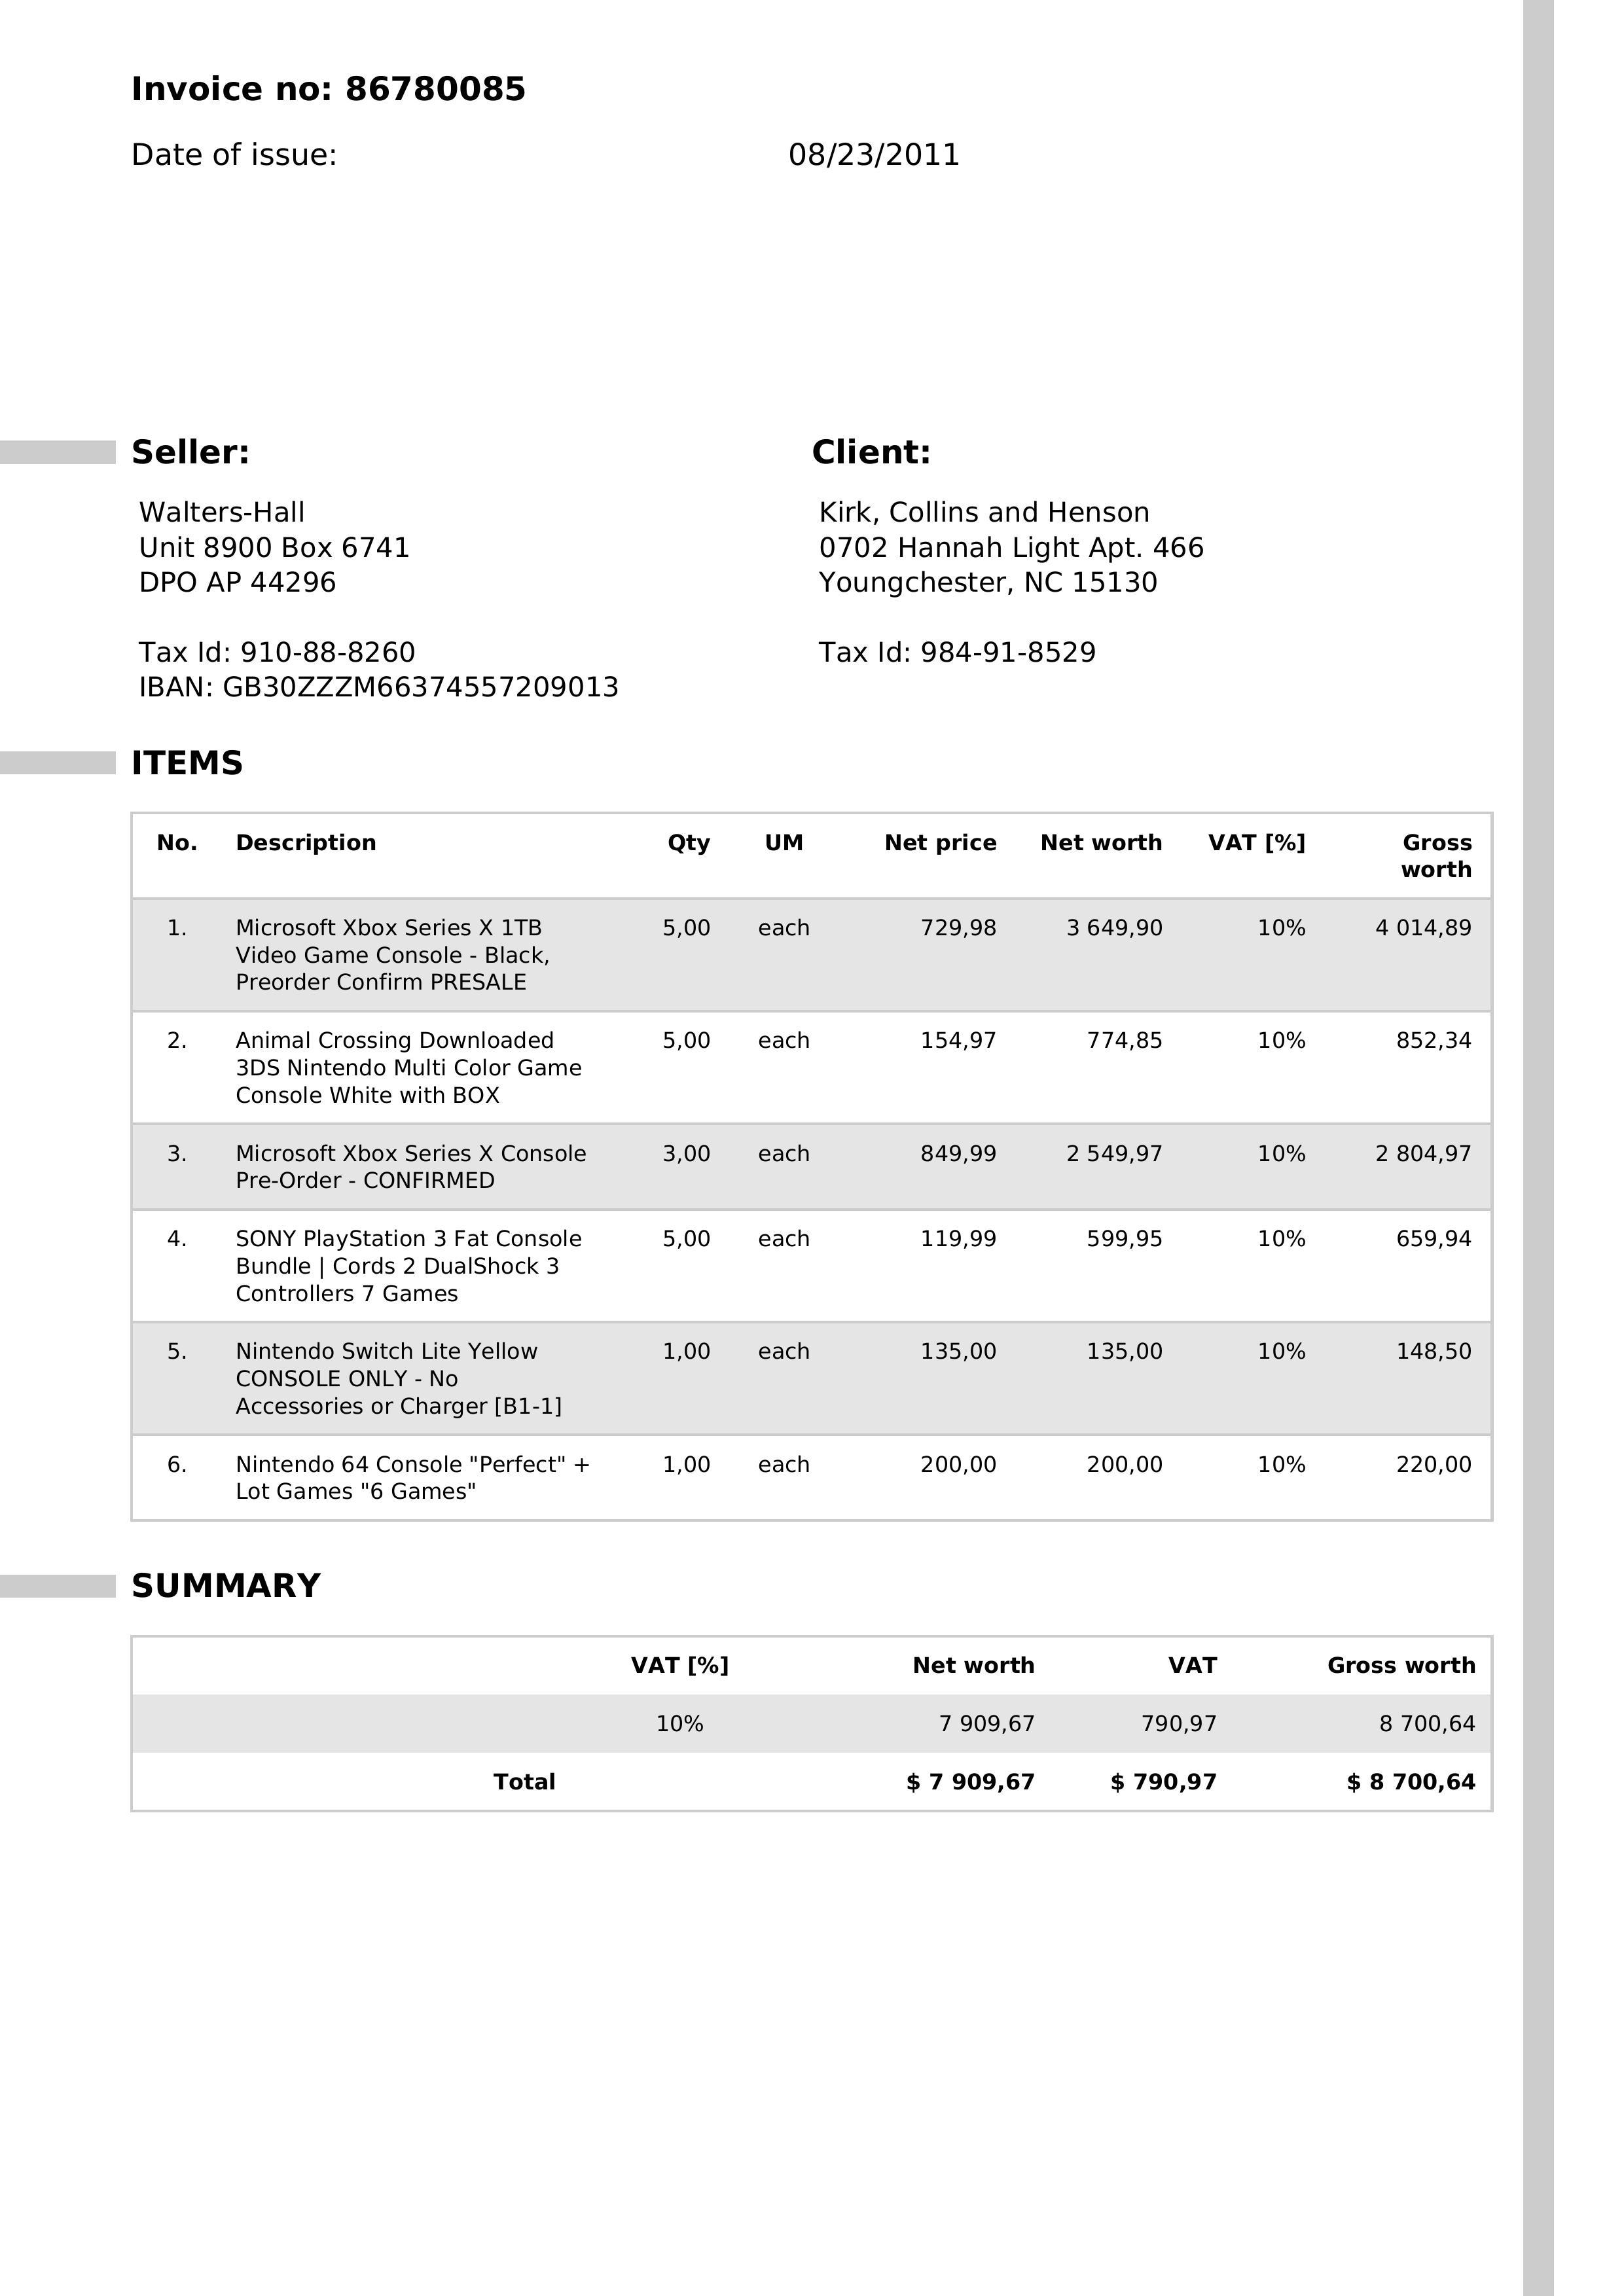 Invoice no: 86780085
Date of issue: 08/23/2011
Seller:
Walters-Hall
Unit 8900 Box 6741
DPO AP 44296
Tax Id: 910-88-8260
IBAN: GB30ZZZM66374557209013
Client:
Kirk, Collins and Henson
0702 Hannah Light Apt. 466
Youngchester, NC 15130
Tax Id: 984-91-8529
ITEMS
No. Description Qty UM Net price Net worth VAT [%] Gross
worth
1. Microsoft Xbox Series X 1TB 5,00 each 729,98 3 649,90 10% 4 014,89
Video Game Console - Black,
Preorder Confirm PRESALE
2. Animal Crossing Downloaded 5,00 each 154,97 774,85 10% 852,34
3DS Nintendo Multi Color Game
Console White with BOX
3. Microsoft Xbox Series X Console 3,00 each 849,99 2 549,97 10% 2 804,97
Pre-Order - CONFIRMED
4. SONY PlayStation 3 Fat Console 5,00 each 119,99 599,95 10% 659,94
Bundle | Cords 2 DualShock 3
Controllers 7 Games
5. Nintendo Switch Lite Yellow 1,00 each 135,00 135,00 10% 148,50
CONSOLE ONLY - No
Accessories or Charger [B1-1]
6. Nintendo 64 Console "Perfect" + 1,00 each 200,00 200,00 10% 220,00
Lot Games "6 Games"
SUMMARY
VAT [%] Net worth VAT Gross worth
10% 7 909,67 790,97 8 700,64
Total $ 7 909,67 $ 790,97 $ 8 700,64